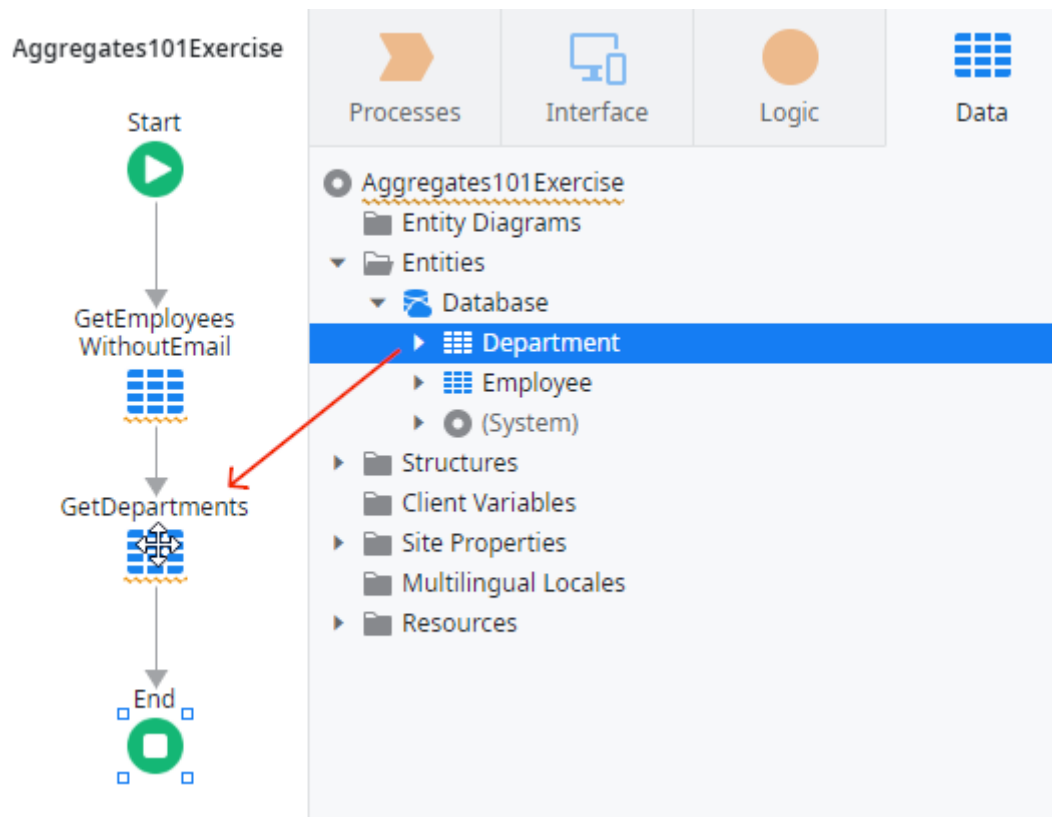 Aggregates101Exercise
Start
GetEmployees
WithoutEmail
GetDepartments
End
Processes
Interface
Logic
Data
Aggregates101Exercise
Entity Diagrams
Entities
Database
Department
Employee
(System)
Structures
Client Variables
Site Properties
Multilingual Locales
Resources